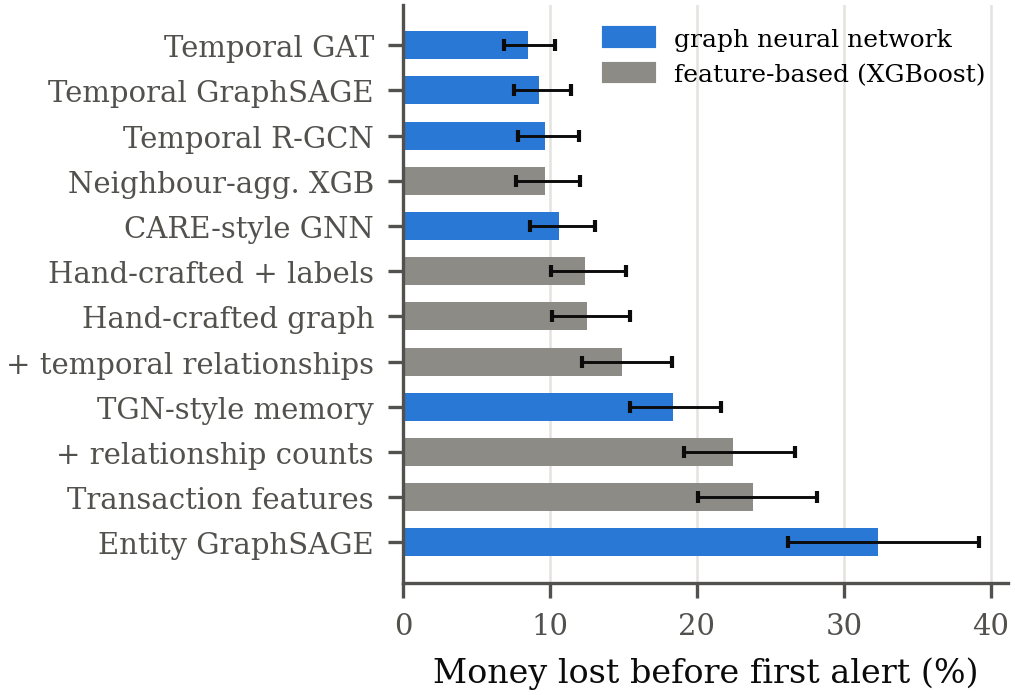 Temporal GAT
Temporal GraphSAGE
Temporal R-GCN
Neighbour-agg. XGB
CARE-style GNN
Hand-crafted + labels
Hand-crafted graph
+ temporal relationships
TGN-style memory
+ relationship counts
Transaction features
Entity GraphSAGE
graph neural network
feature-based (XGBoost)
0 10 20 30 40
Money lost before first alert (%)